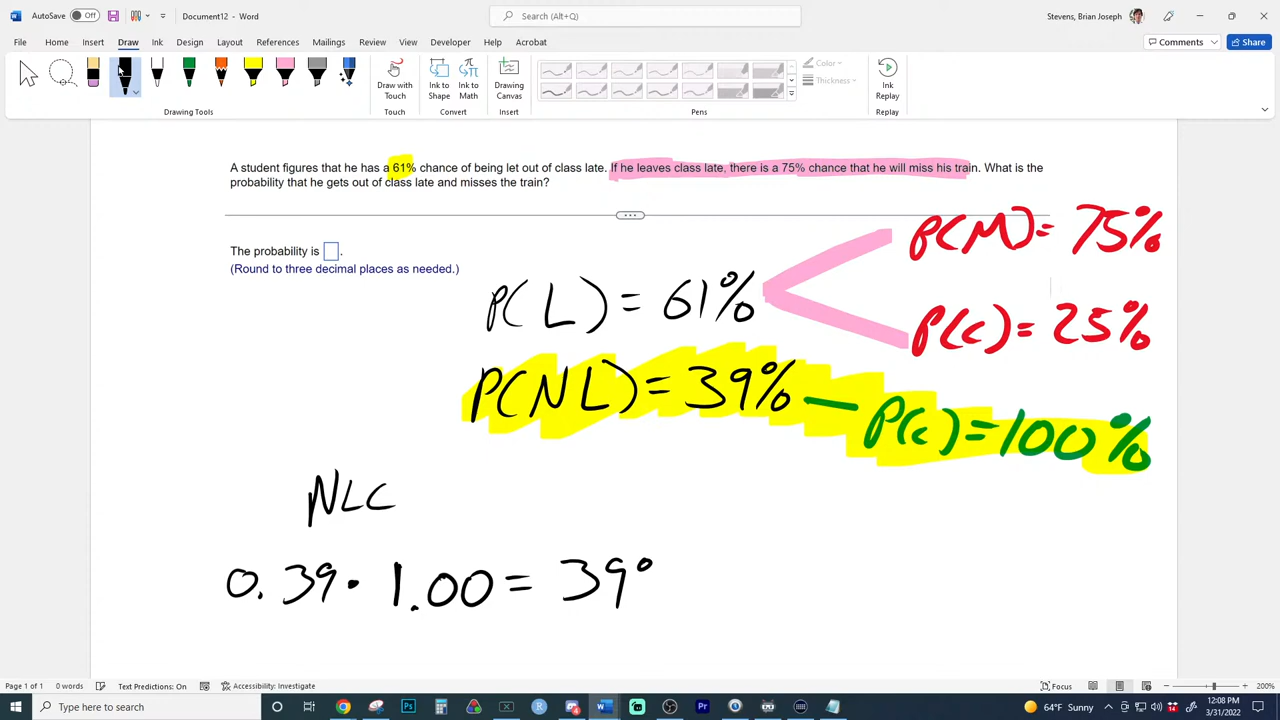 AutoSave Off Document12 - Word Search (Alt+Q) Stevens, Brian Joseph
File Home Insert Draw Ink Design Layout References Mailings Review View Developer Help Acrobat Comments Share
Draw with Touch
Ink to Shape
Ink to Math
Drawing Canvas
Color
Thickness
Ink Replay
Drawing Tools Touch Convert Insert Pens Replay
A student figures that he has a 61% chance of being let out of class late. If he leaves class late, there is a 75% chance that he will miss his train. What is the
probability that he gets out of class late and misses the train?
The probability is .
(Round to three decimal places as needed.)
P(M) = 75%
P(L) = 61%
P(C) = 25%
P(NL) = 39% — P(C) = 100%
NLC
0.39 · 1.00 = 39°
Page 1 of 1 0 words Text Predictions: On Accessibility: Investigate Focus 200%
Type here to search 64°F 12:08 PM
3/31/2022